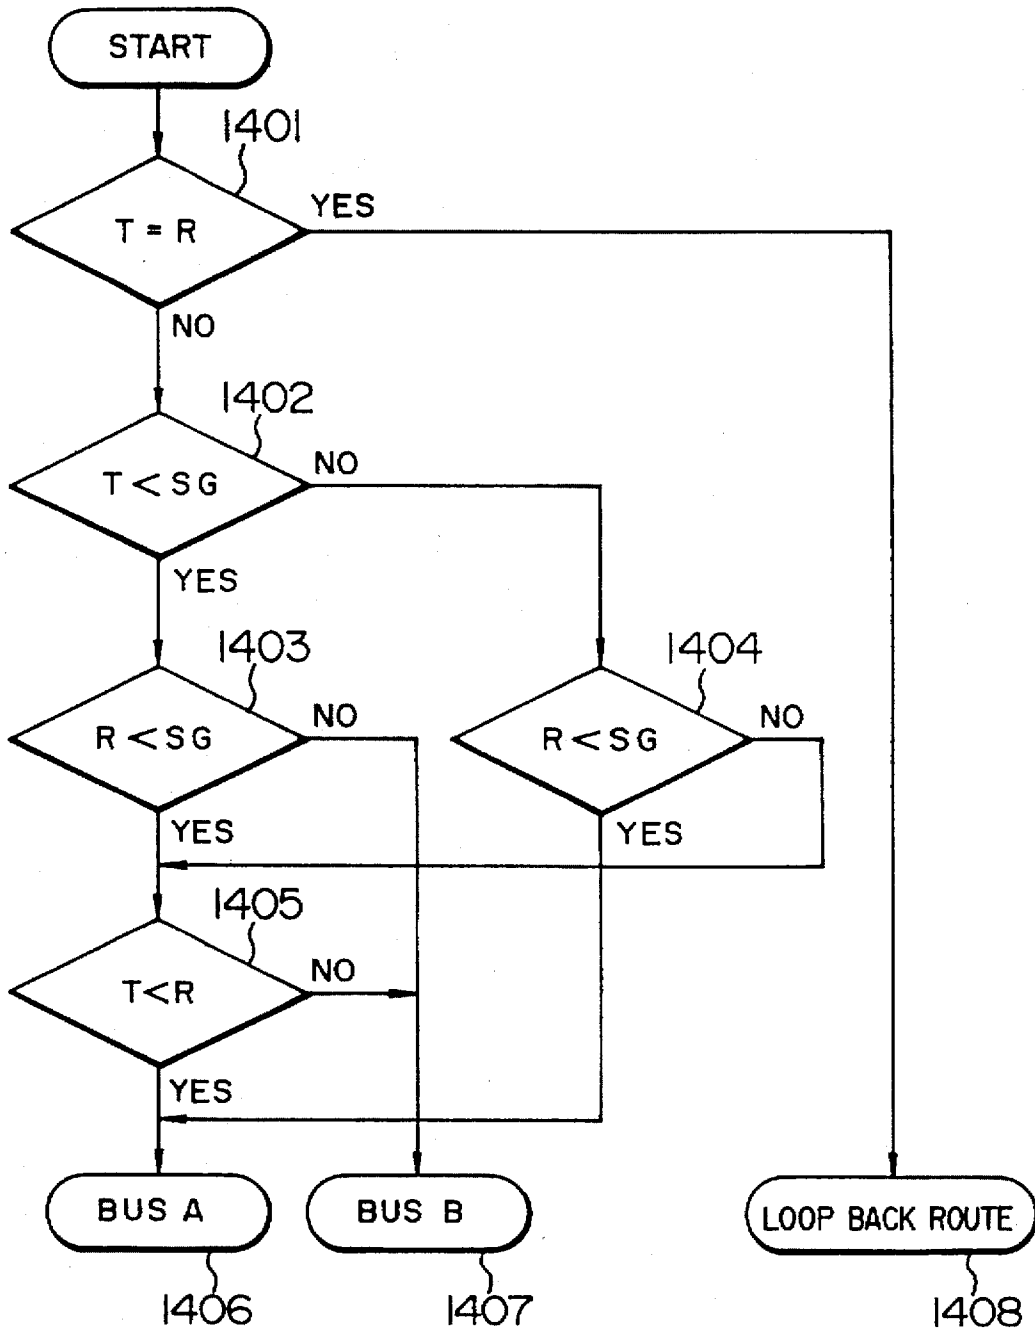 START
1401
T = R
YES
NO
1402
T < SG
NO
YES
1403
R < SG
NO
YES
1404
R < SG
NO
YES
1405
T<R
NO
YES
BUS A
BUS B
LOOP BACK ROUTE
1406
1407
1408